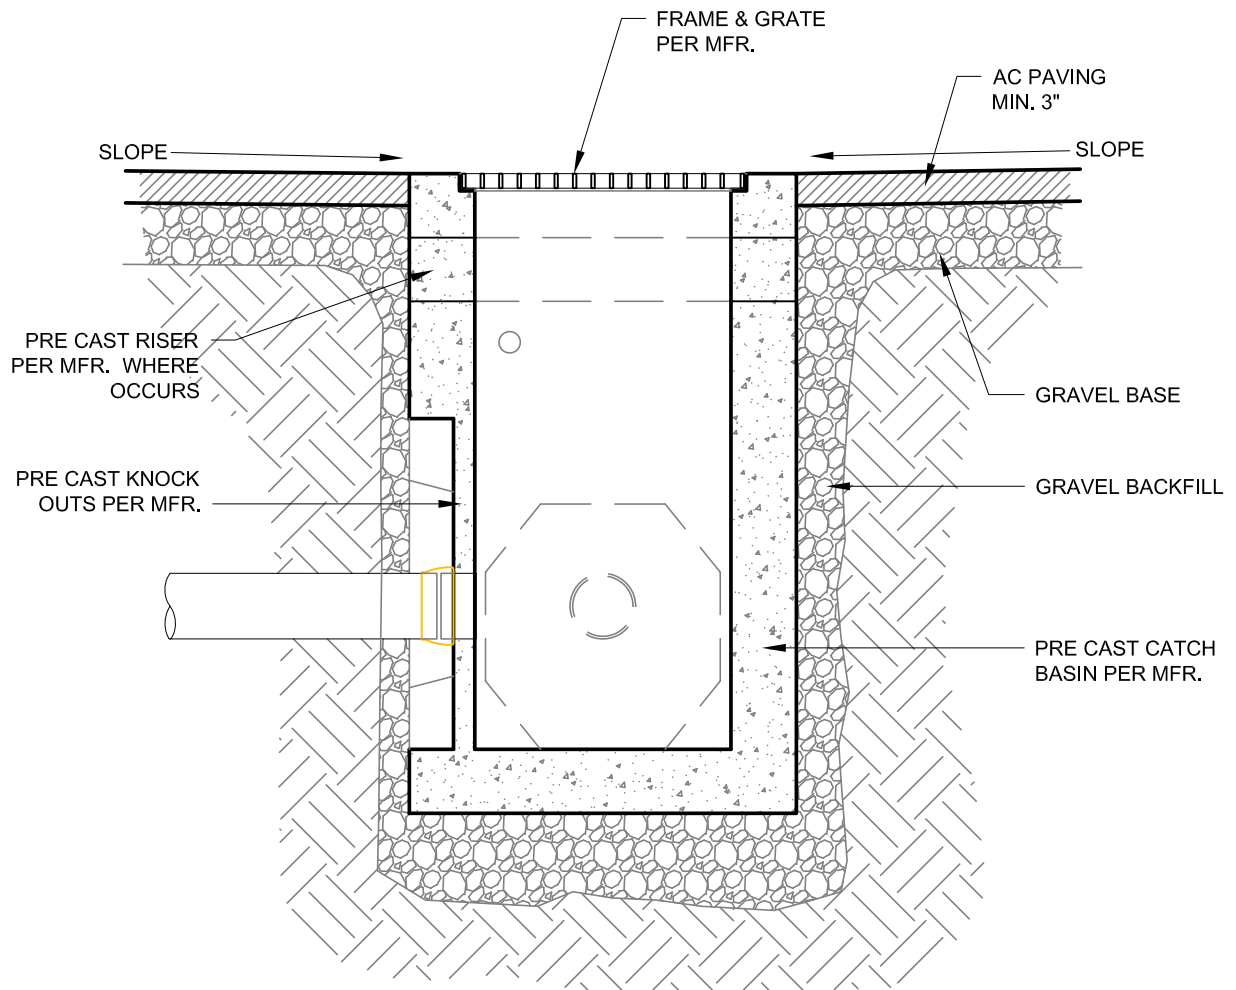 FRAME & GRATE
PER MFR.
AC PAVING
MIN. 3"
SLOPE
SLOPE
PRE CAST RISER
PER MFR.  WHERE
OCCURS
GRAVEL BASE
PRE CAST KNOCK
OUTS PER MFR.
GRAVEL BACKFILL
PRE CAST CATCH
BASIN PER MFR.